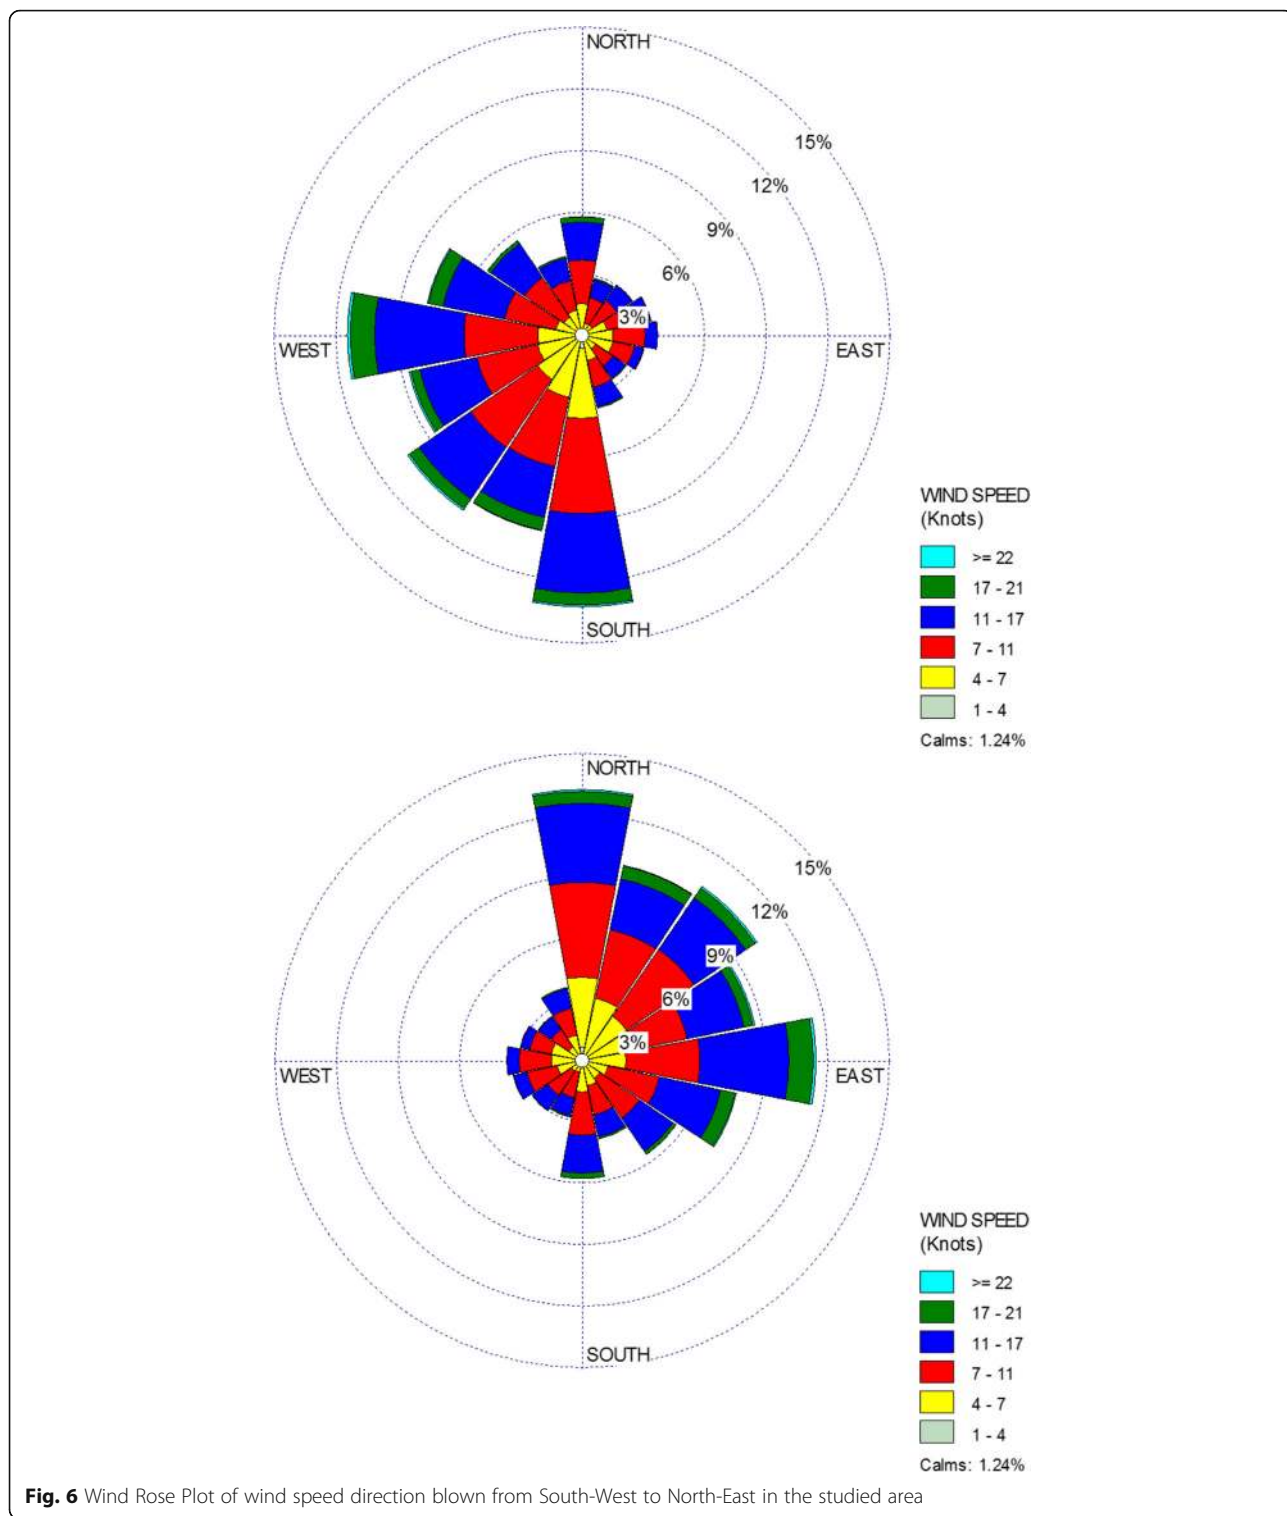 NORTH
15%
12%
9%
6%
3%
WEST
EAST
SOUTH
WIND SPEED
(Knots)
>= 22
17 - 21
11 - 17
7 - 11
4 - 7
1 - 4
Calms: 1.24%
NORTH
15%
12%
9%
6%
3%
WEST
EAST
SOUTH
WIND SPEED
(Knots)
>= 22
17 - 21
11 - 17
7 - 11
4 - 7
1 - 4
Calms: 1.24%
Fig. 6 Wind Rose Plot of wind speed direction blown from South-West to North-East in the studied area